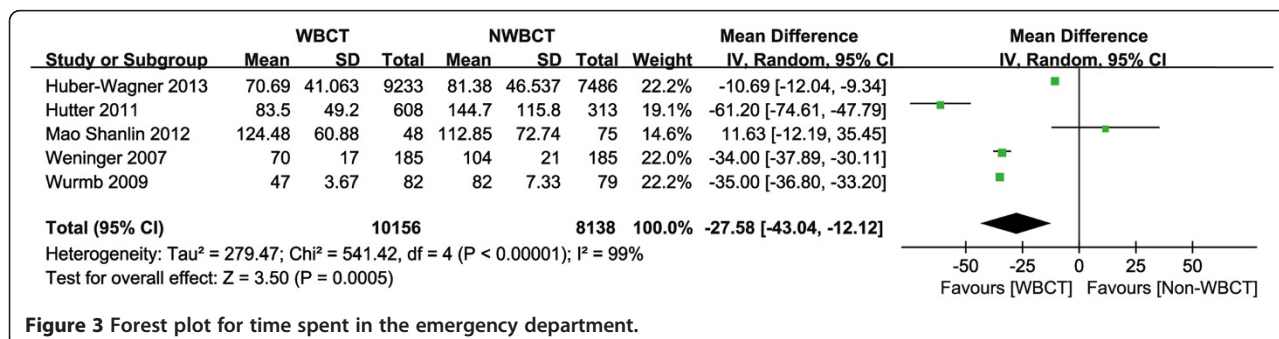 WBCT NWBCT Mean Difference Mean Difference
Study or Subgroup Mean SD Total Mean SD Total Weight IV, Random, 95% CI IV, Random, 95% CI
Huber-Wagner 2013 70.69 41.063 9233 81.38 46.537 7486 22.2% -10.69 [-12.04, -9.34]
Hutter 2011 83.5 49.2 608 144.7 115.8 313 19.1% -61.20 [-74.61, -47.79]
Mao Shanlin 2012 124.48 60.88 48 112.85 72.74 75 14.6% 11.63 [-12.19, 35.45]
Weninger 2007 70 17 185 104 21 185 22.0% -34.00 [-37.89, -30.11]
Wurmb 2009 47 3.67 82 82 7.33 79 22.2% -35.00 [-36.80, -33.20]
Total (95% CI) 10156 8138 100.0% -27.58 [-43.04, -12.12]
Heterogeneity: Tau² = 279.47; Chi² = 541.42, df = 4 (P < 0.00001); I² = 99%
Test for overall effect: Z = 3.50 (P = 0.0005)
-50 -25 0 25 50
Favours [WBCT] Favours [Non-WBCT]
Figure 3 Forest plot for time spent in the emergency department.